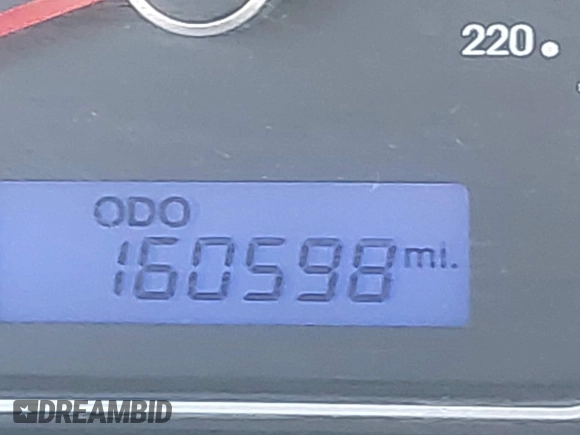 220.
ODO
160598 mi.
DREAMBID